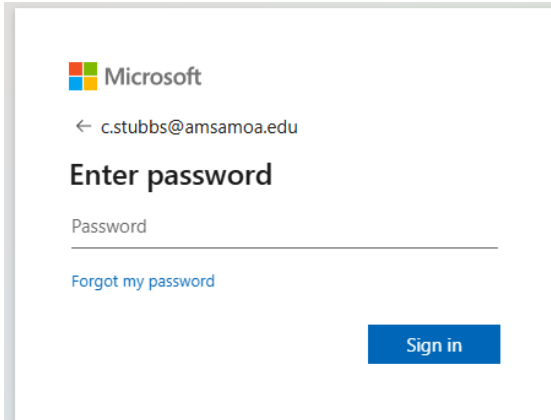 Microsoft
← c.stubbs@amsamoa.edu
Enter password
Password
Forgot my password
Sign in